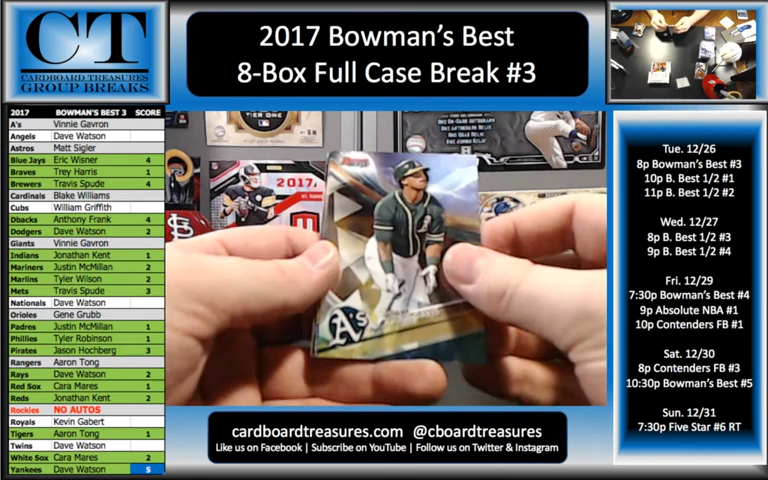 CT
CARDBOARD TREASURES
GROUP BREAKS
2017 Bowman's Best
8-Box Full Case Break #3
2017 BOWMAN'S BEST 3 SCORE
A's Vinnie Gavron
Angels Dave Watson
Astros Matt Sigler
Blue Jays Eric Wisner 4
Braves Trey Harris 1
Brewers Travis Spude 4
Cardinals Blake Williams
Cubs William Griffith
Dbacks Anthony Frank 4
Dodgers Dave Watson 2
Giants Vinnie Gavron
Indians Jonathan Kent 1
Mariners Justin McMillan 2
Marlins Tyler Wilson 2
Mets Travis Spude 3
Nationals Dave Watson
Orioles Gene Grubb
Padres Justin McMillan 1
Phillies Tyler Robinson 1
Pirates Jason Hochberg 3
Rangers Aaron Tong
Rays Dave Watson 2
Red Sox Cara Mares 1
Reds Jonathan Kent 2
Rockies NO AUTOS
Royals Kevin Gabert
Tigers Aaron Tong 1
Twins Dave Watson
White Sox Cara Mares 2
Yankees Dave Watson 5
TIER ONE
ONE ON-CARD AUTOGRAPH
ONE AUTOGRAPH RELIC
2017
A's
Tue. 12/26
8p Bowman's Best #3
10p B. Best 1/2 #1
11p B. Best 1/2 #2
Wed. 12/27
8p B. Best 1/2 #3
9p B. Best 1/2 #4
Fri. 12/29
7:30p Bowman's Best #4
9p Absolute NBA #1
10p Contenders FB #1
Sat. 12/30
8p Contenders FB #3
10:30p Bowman's Best #5
Sun. 12/31
7:30p Five Star #6 RT
cardboardtreasures.com @cboardtreasures
Like us on Facebook | Subscribe on YouTube | Follow us on Twitter & Instagram